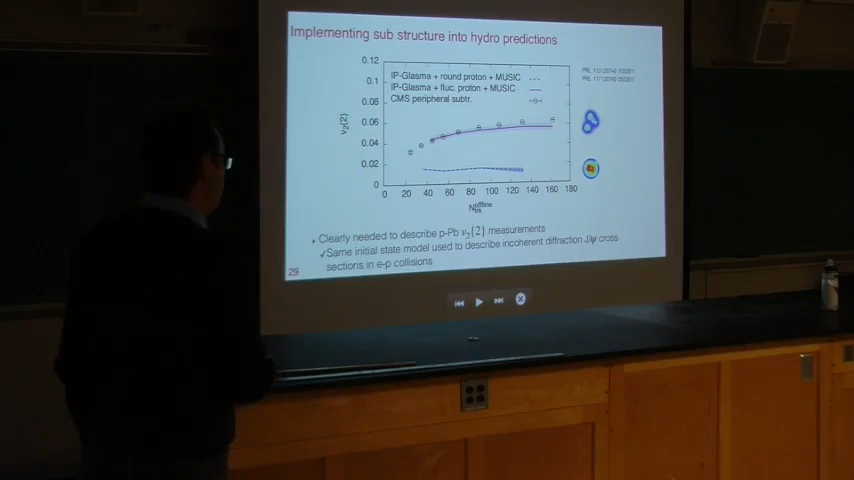 Implementing sub structure into hydro predictions
0.12
0.1
0.08
0.06
0.04
0.02
0
v₂{2}
IP-Glasma + round proton + MUSIC
IP-Glasma + fluc. proton + MUSIC
CMS peripheral subtr.
0 20 40 60 80 100 120 140 160 180
N offline trk
• Clearly needed to describe p-Pb v₂{2} measurements
✓Same initial state model used to describe incoherent diffraction J/ψ cross
sections in e-p collisions
29